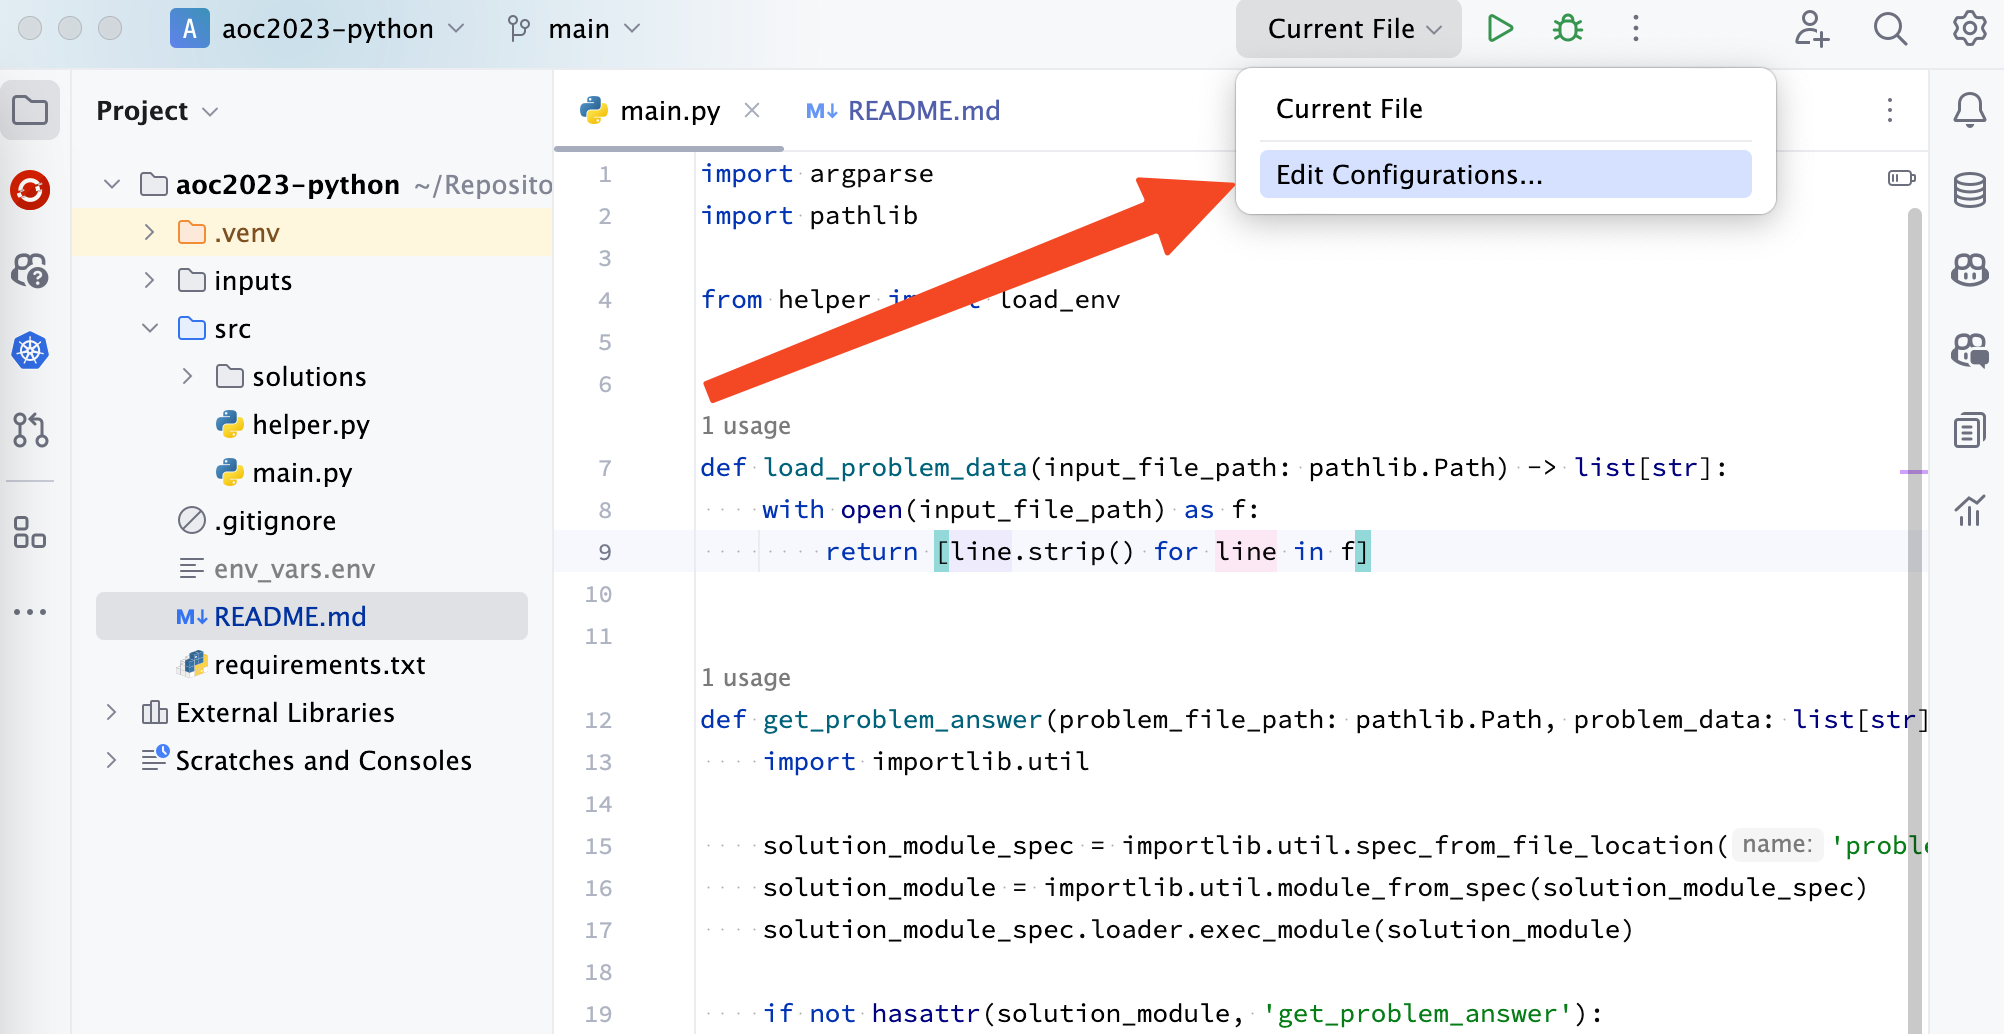 A aoc2023-python main Current File
Project
aoc2023-python ~/Reposito
.venv
inputs
src
solutions
helper.py
main.py
.gitignore
env_vars.env
M↓ README.md
requirements.txt
External Libraries
Scratches and Consoles
main.py M↓ README.md
Current File
Edit Configurations...
1 import argparse
2 import pathlib
3
4 from helper import load_env
5
6
1 usage
7 def load_problem_data(input_file_path: pathlib.Path) -> list[str]:
8 with open(input_file_path) as f:
9 return [line.strip() for line in f]
10
11
1 usage
12 def get_problem_answer(problem_file_path: pathlib.Path, problem_data: list[str]
13 import importlib.util
14
15 solution_module_spec = importlib.util.spec_from_file_location( name: 'proble
16 solution_module = importlib.util.module_from_spec(solution_module_spec)
17 solution_module_spec.loader.exec_module(solution_module)
18
19 if not hasattr(solution_module, 'get_problem_answer'):